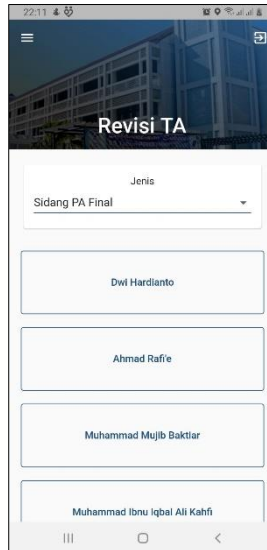 22:11
Revisi TA
Jenis
Sidang PA Final
Dwi Hardianto
Ahmad Rafi'e
Muhammad Mujib Baktiar
Muhammad Ibnu Iqbal Ali Kahfi